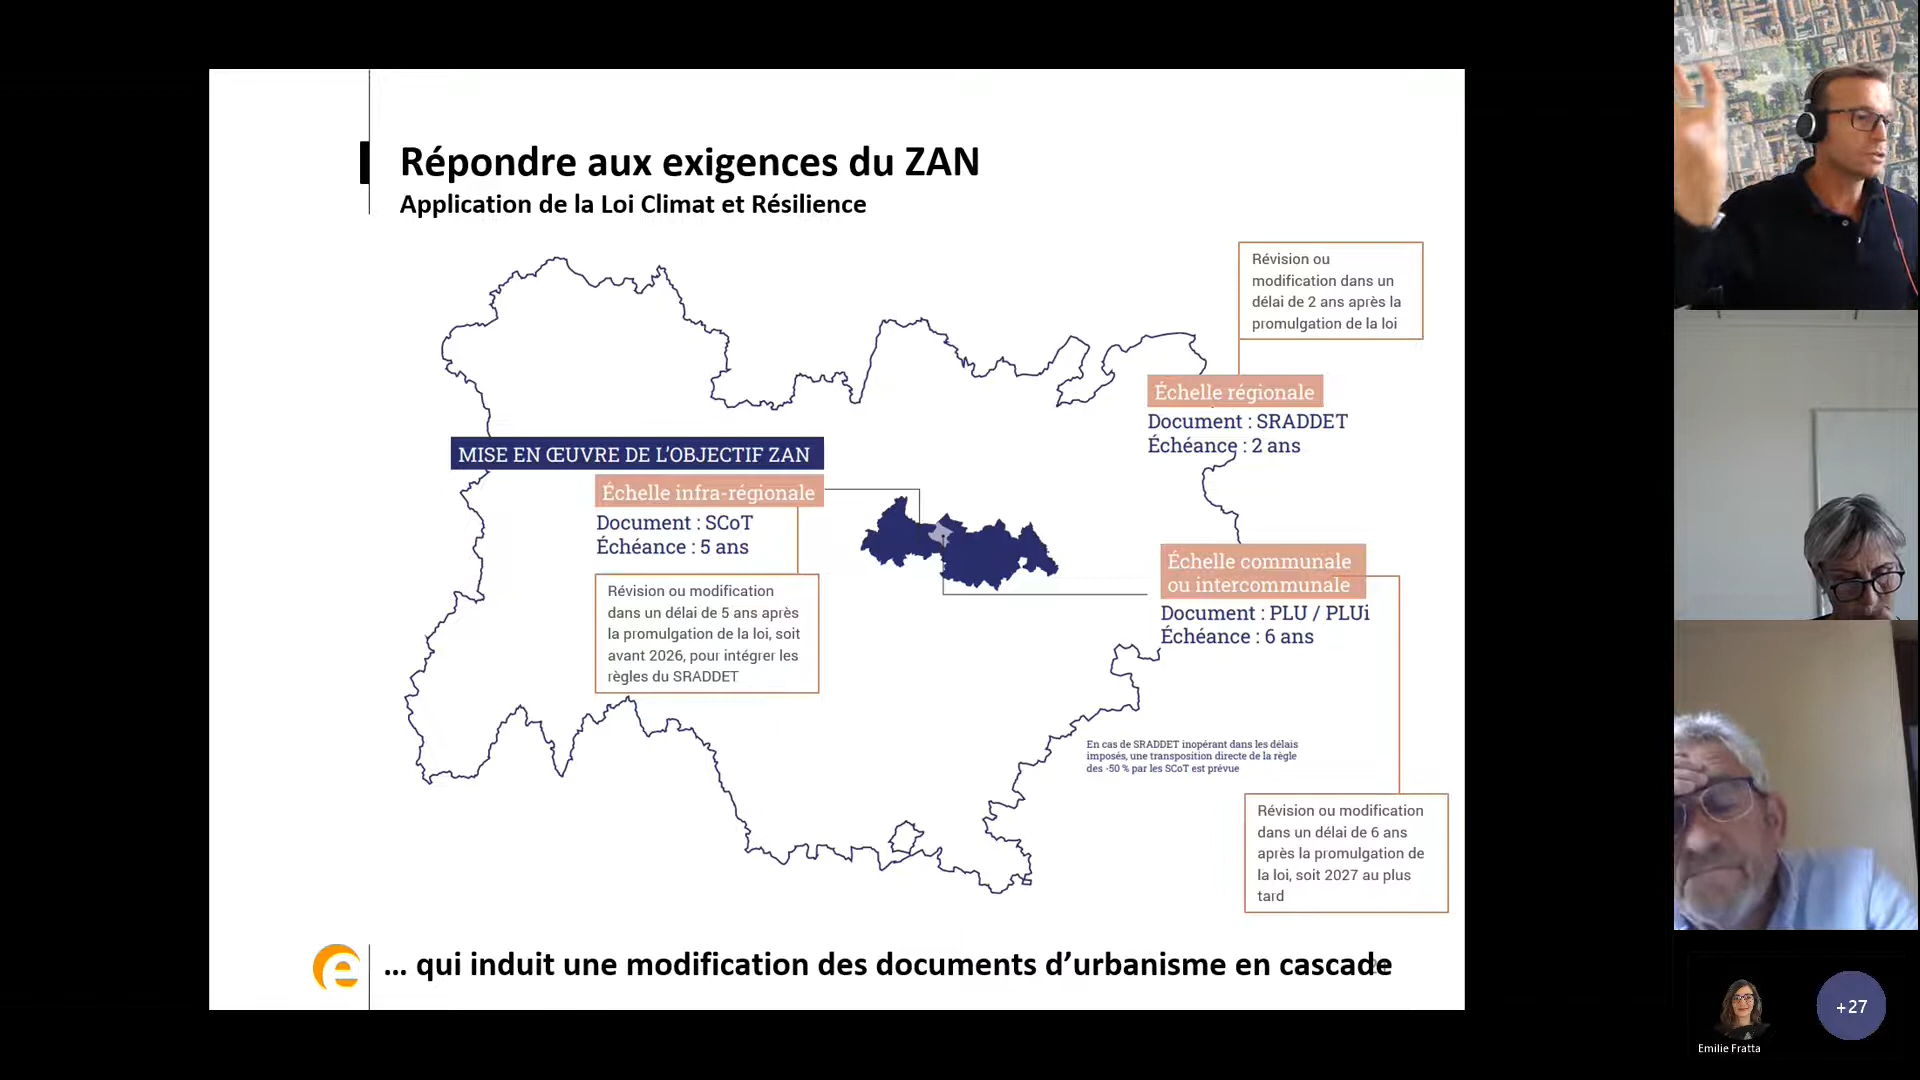 Répondre aux exigences du ZAN
Application de la Loi Climat et Résilience
Révision ou
modification dans un
délai de 2 ans après la
promulgation de la loi
Échelle régionale
Document : SRADDET
Échéance : 2 ans
MISE EN ŒUVRE DE L’OBJECTIF ZAN
Échelle infra-régionale
Document : SCoT
Échéance : 5 ans
Révision ou modification
dans un délai de 5 ans après
la promulgation de la loi, soit
avant 2026, pour intégrer les
règles du SRADDET
Échelle communale
ou intercommunale
Document : PLU / PLUi
Échéance : 6 ans
En cas de SRADDET inopérant dans les délais
imposés, une transposition directe de la règle
des -50 % par les SCoT est prévue
Révision ou modification
dans un délai de 6 ans
après la promulgation de
la loi, soit 2027 au plus
tard
e
... qui induit une modification des documents d’urbanisme en cascade
Emilie Fratta
+27